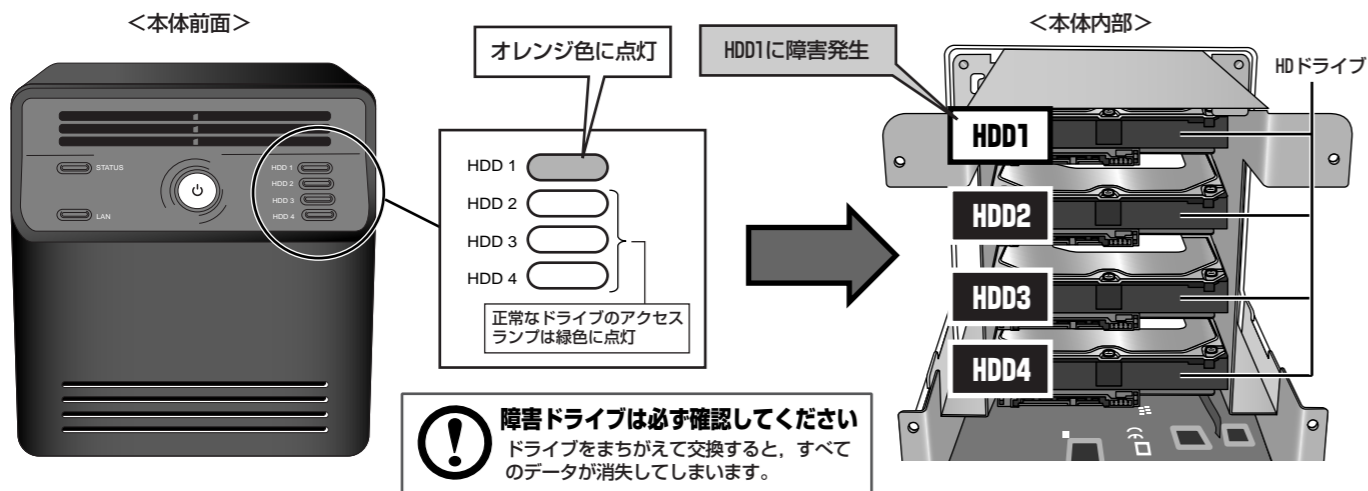 ＜本体前面＞
STATUS
LAN
HDD 1
HDD 2
HDD 3
HDD 4
オレンジ色に点灯
HDD 1
HDD 2
HDD 3
HDD 4
正常なドライブのアクセス
ランプは緑色に点灯
障害ドライブは必ず確認してください
ドライブをまちがえて交換すると，すべて
のデータが消失してしまいます。
＜本体内部＞
HDD1に障害発生
HDドライブ
HDD1
HDD2
HDD3
HDD4
CE